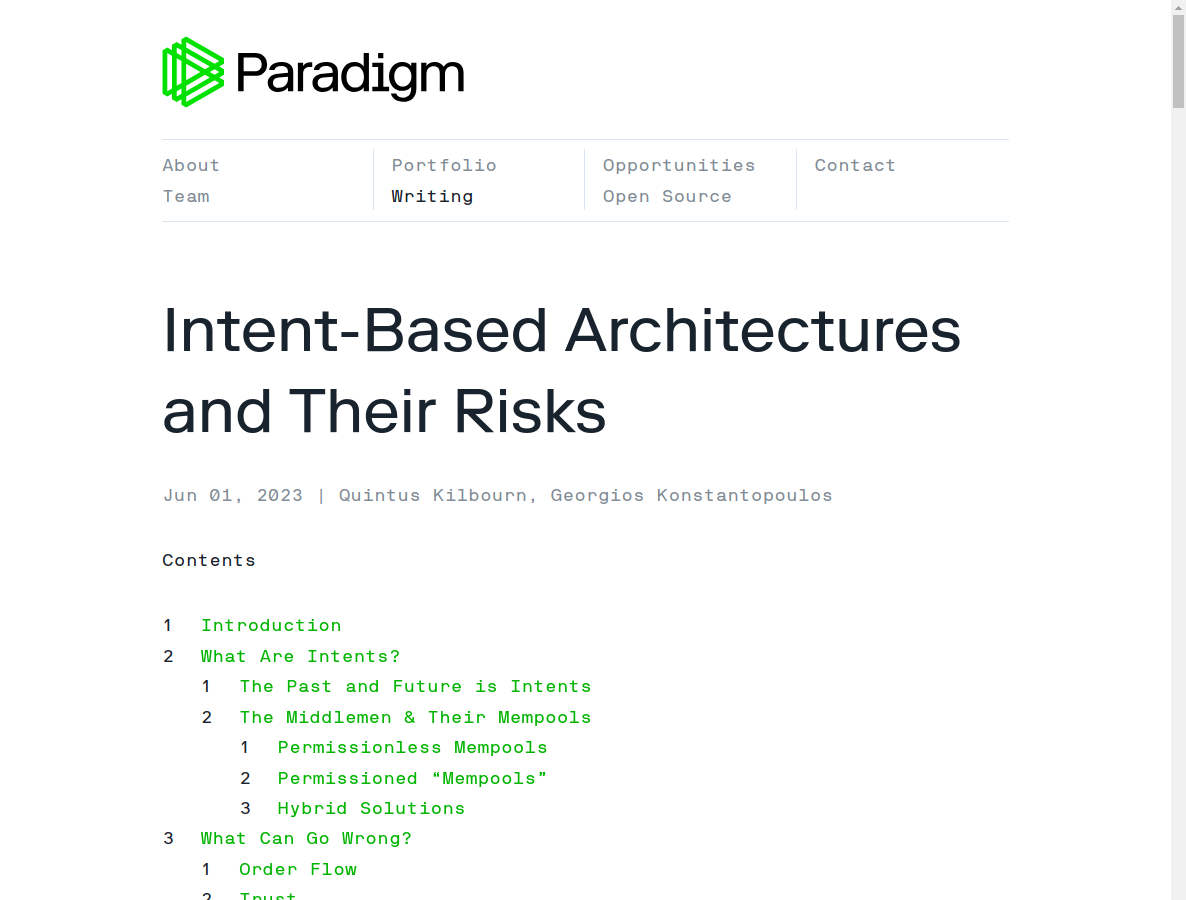 Paradigm
About
Team
Portfolio
Writing
Opportunities
Open Source
Contact
Intent-Based Architectures
and Their Risks
Jun 01, 2023 | Quintus Kilbourn, Georgios Konstantopoulos
Contents
1 Introduction
2 What Are Intents?
1 The Past and Future is Intents
2 The Middlemen & Their Mempools
1 Permissionless Mempools
2 Permissioned “Mempools”
3 Hybrid Solutions
3 What Can Go Wrong?
1 Order Flow
2 Trust